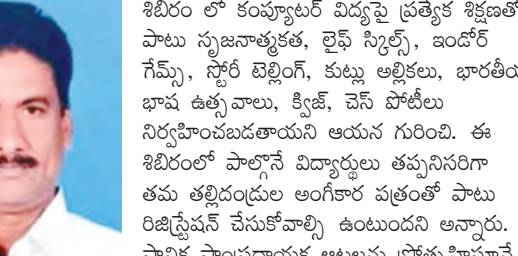 శిబిరం లో కంప్యూటర్ విద్యపై ప్రత్యేక శిక్షణతో
పాటు సృజనాత్మకత, లైఫ్ స్కిల్స్, ఇండోర్
గేమ్స్, స్టోరీ టెల్లింగ్, కుట్లు అల్లికలు, భారతీయ
భాష ఉత్సవాలు, క్విజ్, చెస్ పోటీలు
నిర్వహించబడతాయని ఆయన గురించి. ఈ
శిబిరంలో పాల్గొనే విద్యార్థులు తప్పనిసరిగా
తమ తల్లిదండ్రుల అంగీకార పత్రంతో పాటు
రిజిస్ట్రేషన్ చేసుకోవాల్సి ఉంటుందని అన్నారు.